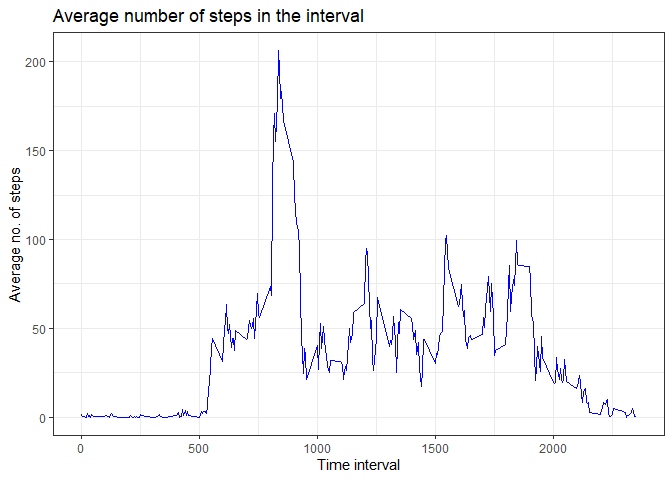 Average number of steps in the interval
Average no. of steps
200
150
100
50
0
0 500 1000 1500 2000
Time interval